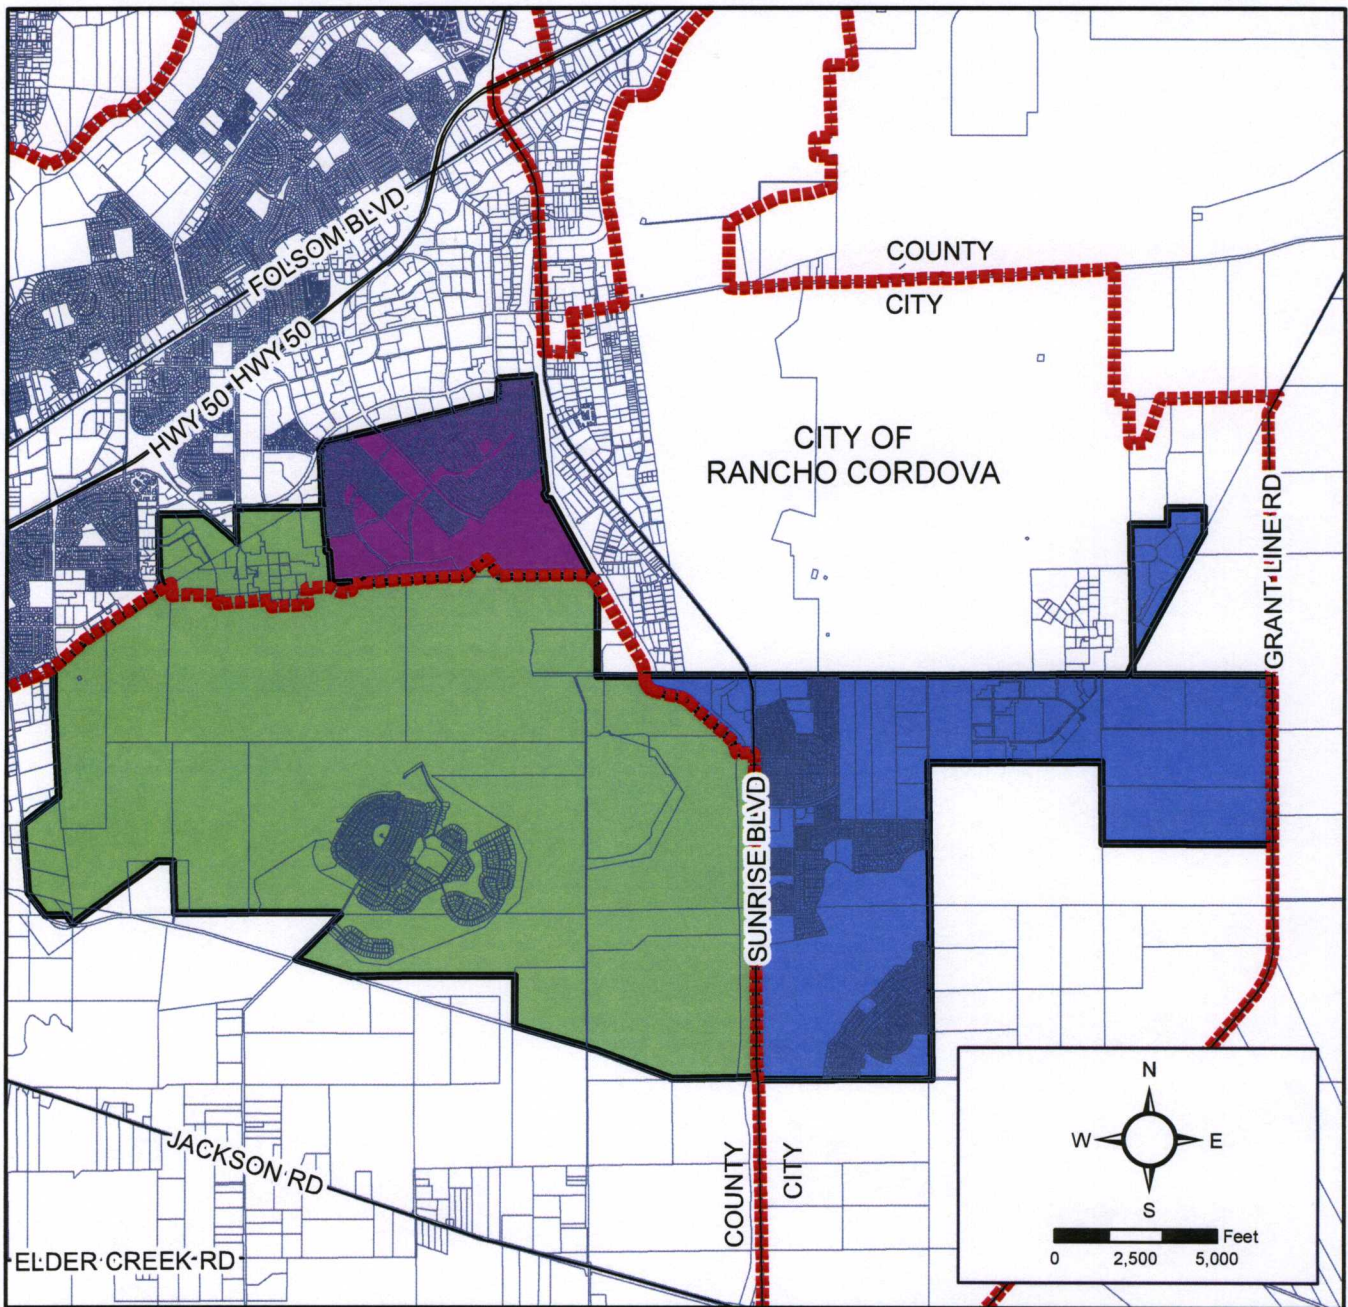 FOLSOM BLVD
HWY 50 HWY 50
COUNTY
CITY
CITY OF
RANCHO CORDOVA
GRANT LINE RD
SUNRISE BLVD
JACKSON RD
ELDER CREEK RD
COUNTY
CITY
N
W E
S
Feet
0 2,500 5,000